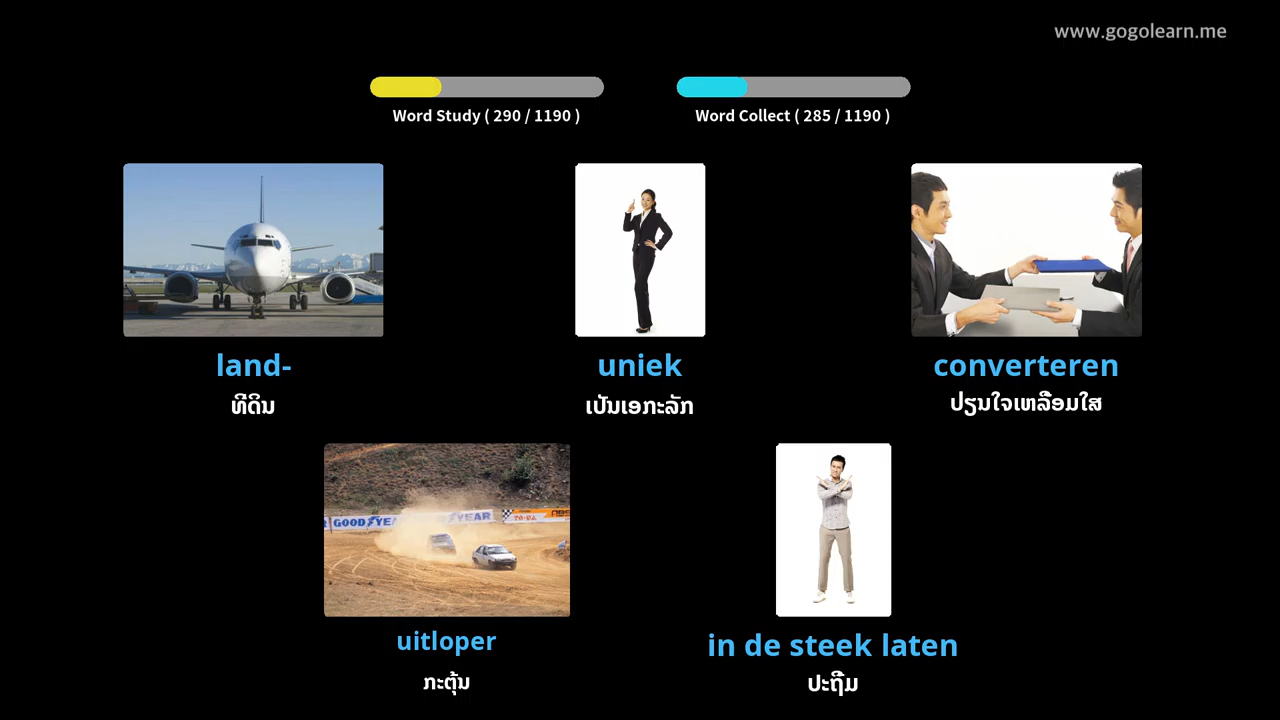 www.gogolearn.me
Word Study ( 290 / 1190 )
Word Collect ( 285 / 1190 )
land-
ທີ່ດິນ
uniek
ເປັນເອກະລັກ
converteren
ປ່ຽນໃຈເຫລື້ອມໃສ
GOODYEAR
YEAR
uitloper
ກະຕຸ້ນ
in de steek laten
ປະຖິ້ມ